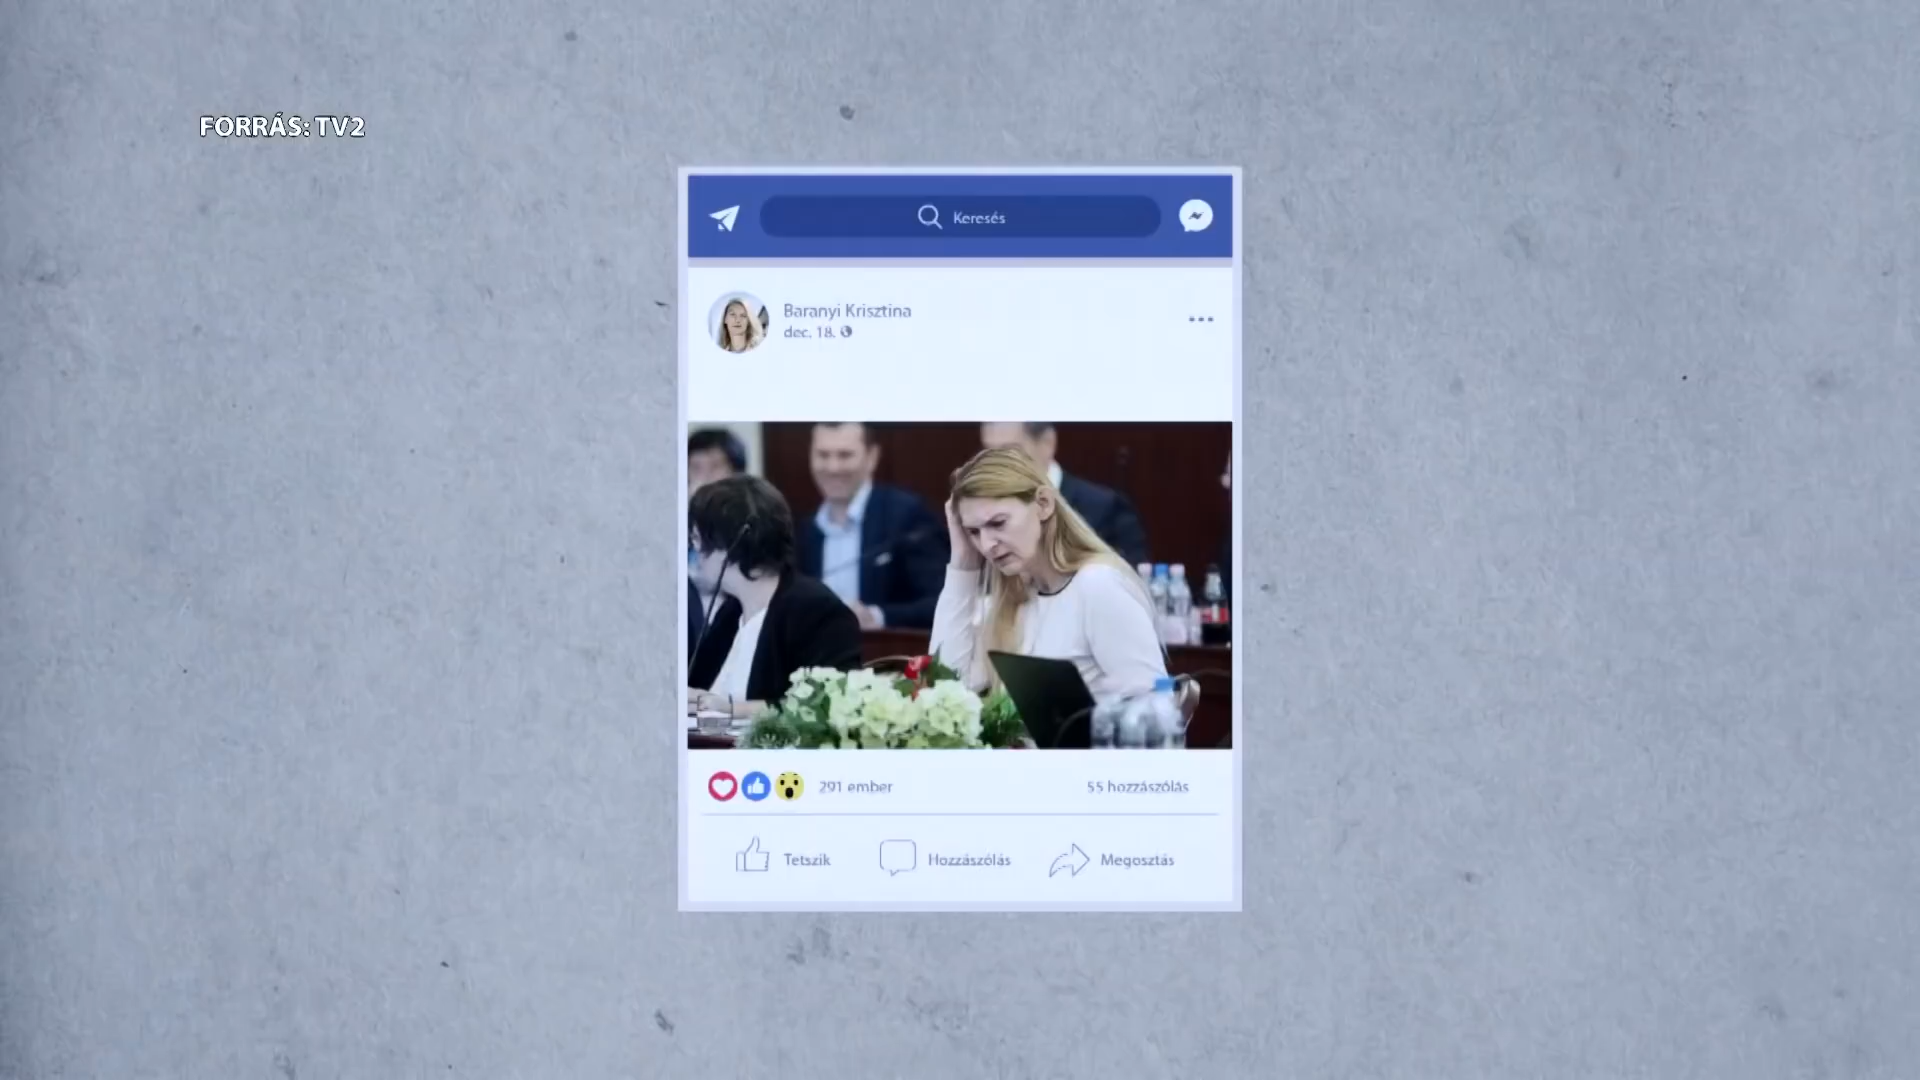 FORRÁS: TV2
Keresés
Baranyi Krisztina
dec. 18.
291 ember
55 hozzászólás
Tetszik
Hozzászólás
Megosztás